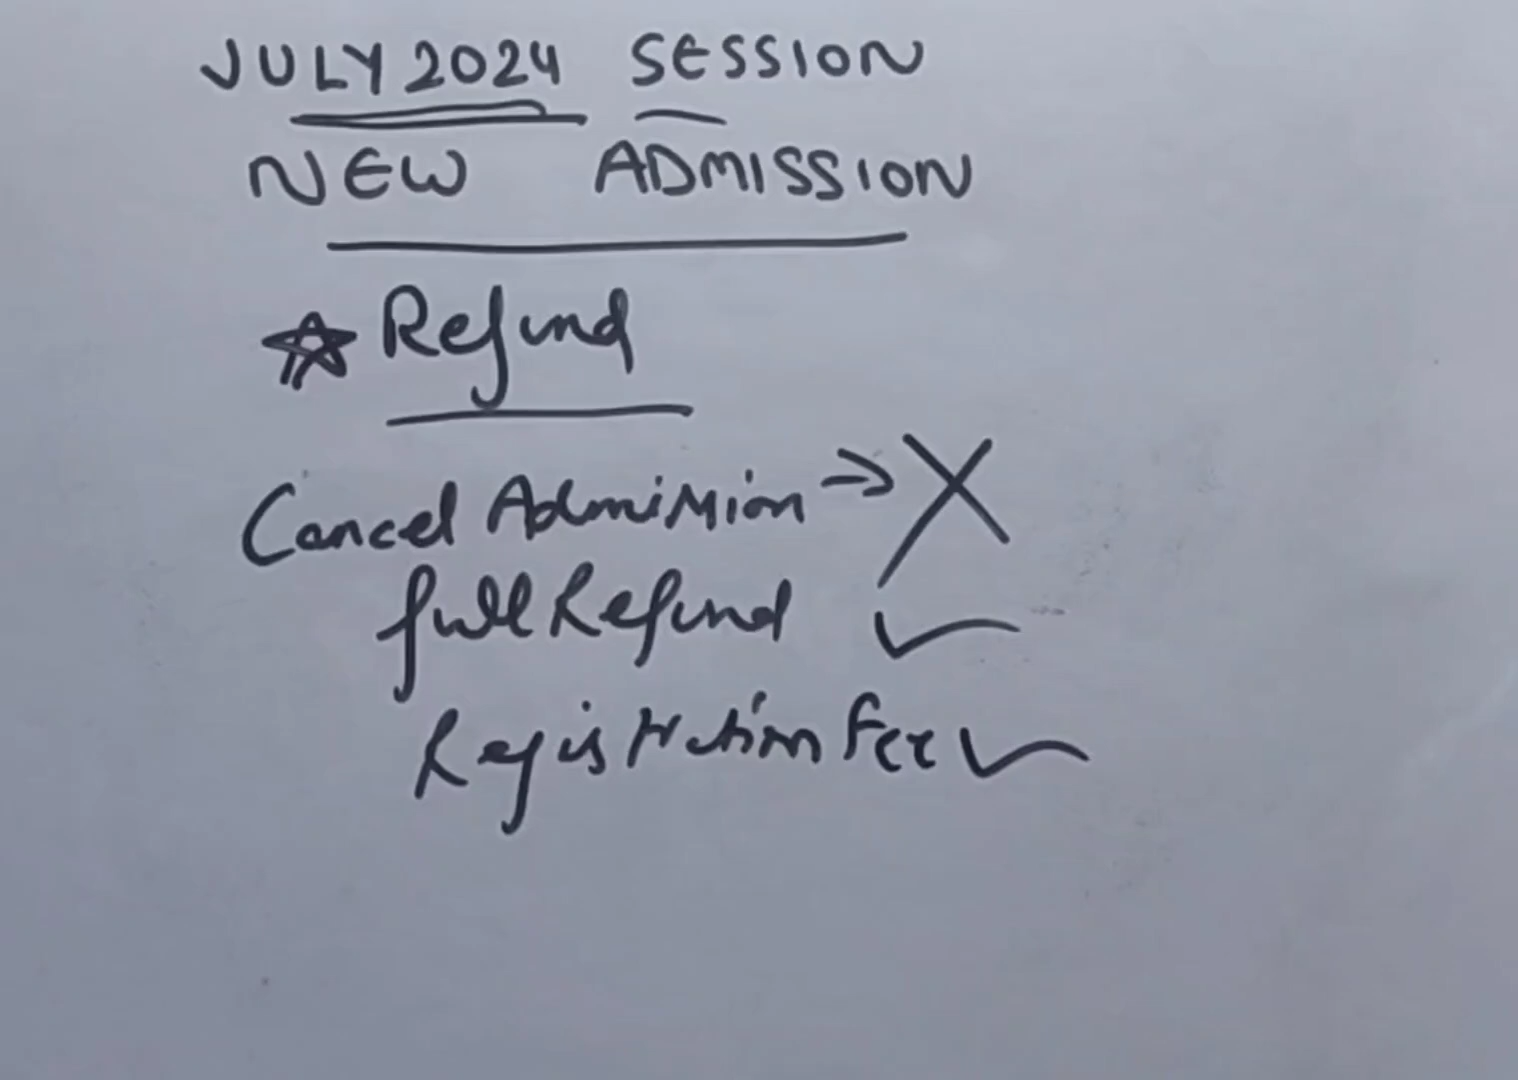 JULY 2024 SESSION
NEW ADMISSION
☆ Refund
Cancel Admission → X
full Refund ✓
Registration Fee ✓